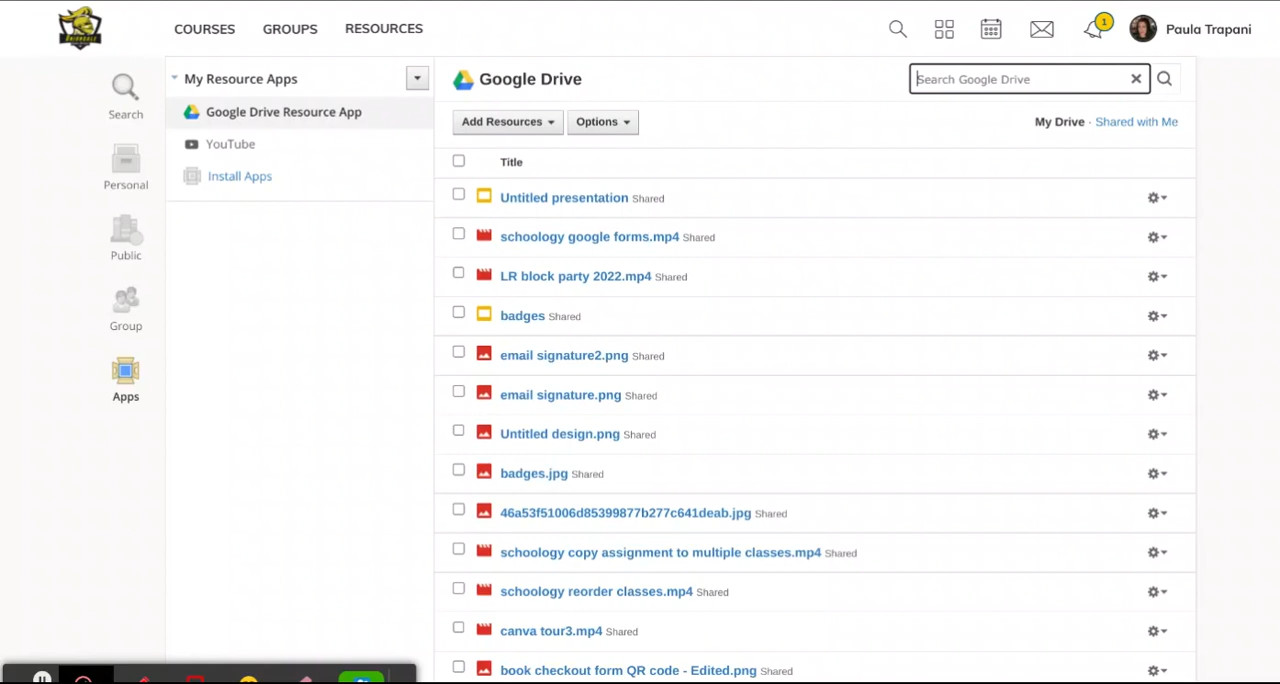 COURSES GROUPS RESOURCES 1 Paula Trapani
Search
Personal
Public
Group
Apps
My Resource Apps
Google Drive Resource App
YouTube
Install Apps
Google Drive Search Google Drive
Add Resources Options My Drive · Shared with Me
Title
Untitled presentation Shared
schoology google forms.mp4 Shared
LR block party 2022.mp4 Shared
badges Shared
email signature2.png Shared
email signature.png Shared
Untitled design.png Shared
badges.jpg Shared
46a53f51006d85399877b277c641deab.jpg Shared
schoology copy assignment to multiple classes.mp4 Shared
schoology reorder classes.mp4 Shared
canva tour3.mp4 Shared
book checkout form QR code - Edited.png Shared